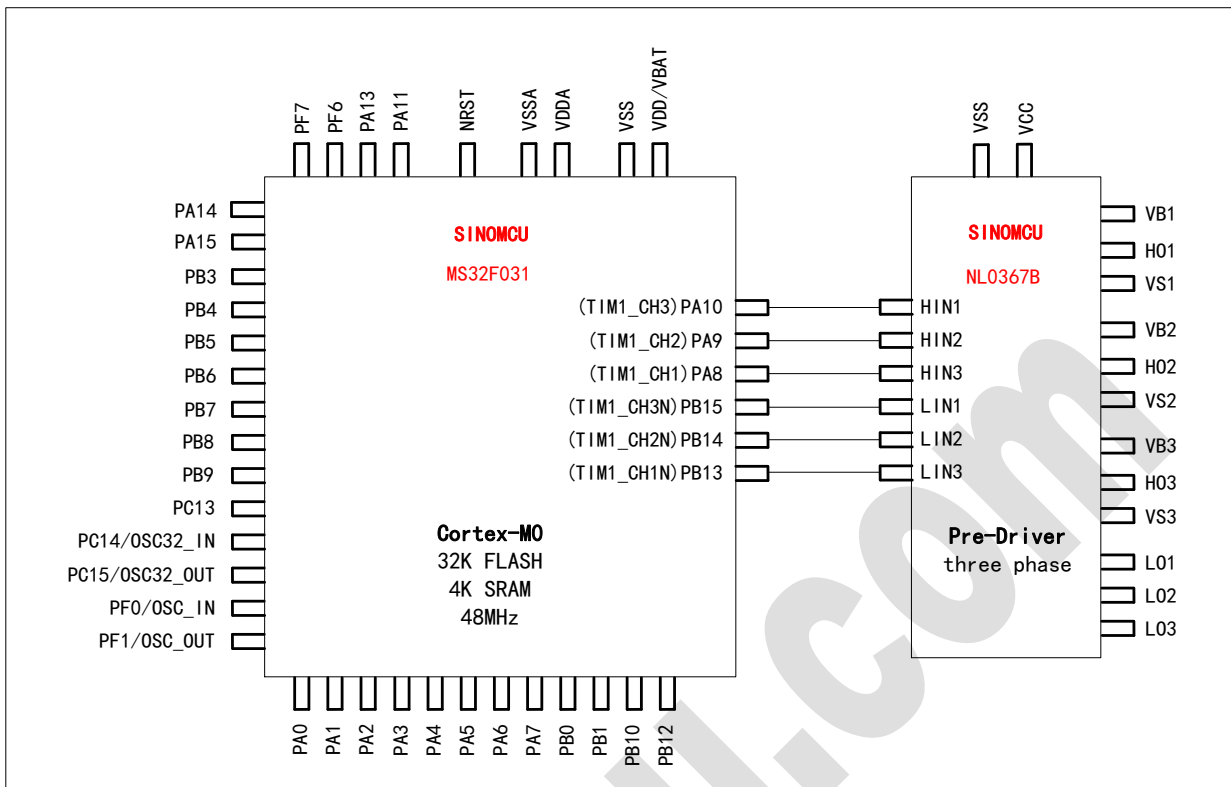 PF7
PF6
PA13
PA11
NRST
VSSA
VDDA
VSS
VDD/VBAT
VSS
VCC
PA14
PA15
PB3
PB4
PB5
PB6
PB7
PB8
PB9
PC13
PC14/OSC32_IN
PC15/OSC32_OUT
PF0/OSC_IN
PF1/OSC_OUT
SINOMCU
MS32F031
(TIM1_CH3)PA10
(TIM1_CH2)PA9
(TIM1_CH1)PA8
(TIM1_CH3N)PB15
(TIM1_CH2N)PB14
(TIM1_CH1N)PB13
Cortex-M0
32K FLASH
4K SRAM
48MHz
SINOMCU
NL0367B
HIN1
HIN2
HIN3
LIN1
LIN2
LIN3
Pre-Driver
three phase
VB1
HO1
VS1
VB2
HO2
VS2
VB3
HO3
VS3
LO1
LO2
LO3
PA0
PA1
PA2
PA3
PA4
PA5
PA6
PA7
PB0
PB1
PB10
PB12
.com